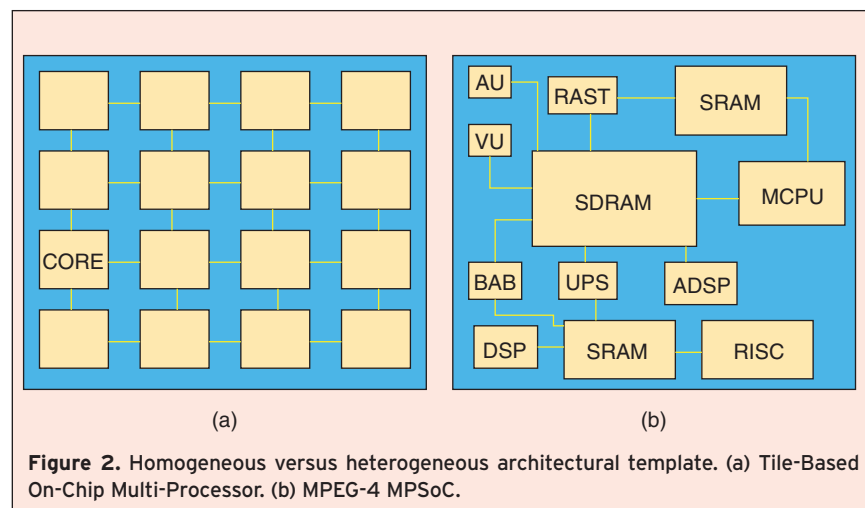 CORE
(a)
AU
RAST
SRAM
VU
SDRAM
MCPU
BAB
UPS
ADSP
DSP
SRAM
RISC
(b)
Figure 2. Homogeneous versus heterogeneous architectural template. (a) Tile-Based
On-Chip Multi-Processor. (b) MPEG-4 MPSoC.